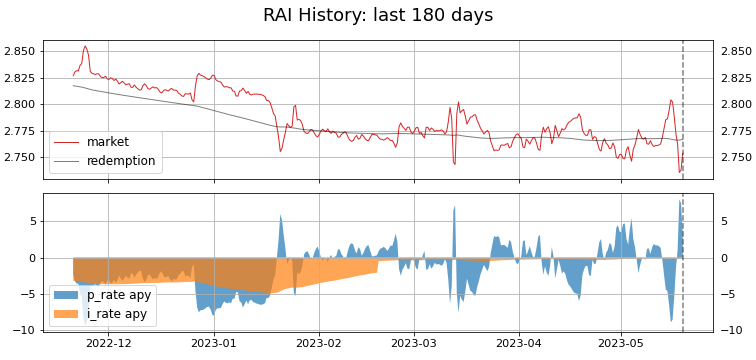 RAI History: last 180 days
2.850 2.850
2.825 2.825
2.800 2.800
2.775 2.775
2.750 2.750
market
redemption
5 5
0 0
−5 −5
−10 −10
p_rate apy
i_rate apy
2022-12 2023-01 2023-02 2023-03 2023-04 2023-05